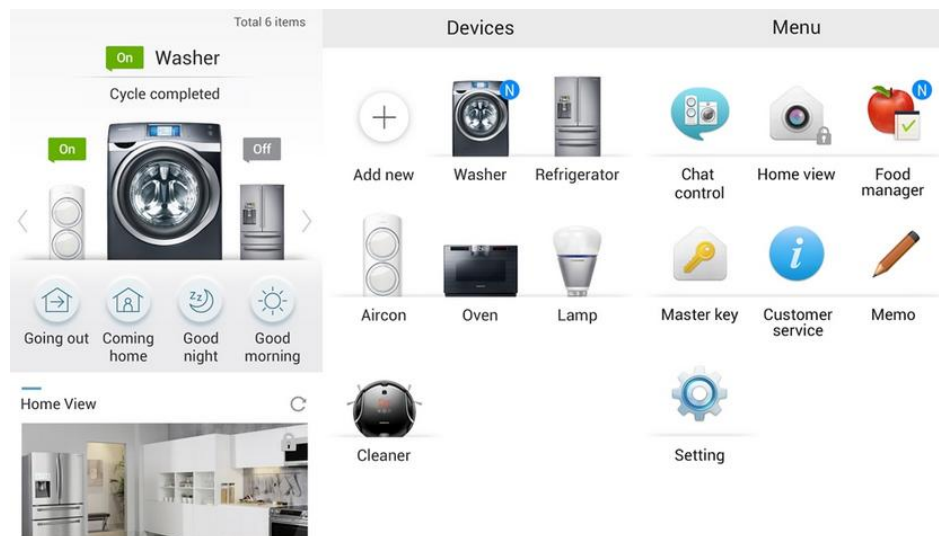 Total 6 items
On Washer
Cycle completed
On
Off
Going out
Coming
home
Good
night
Good
morning
Home View
Devices
Add new
Washer
N
Refrigerator
Aircon
Oven
Lamp
Cleaner
Menu
Chat
control
Home view
N
Food
manager
Master key
Customer
service
Memo
Setting